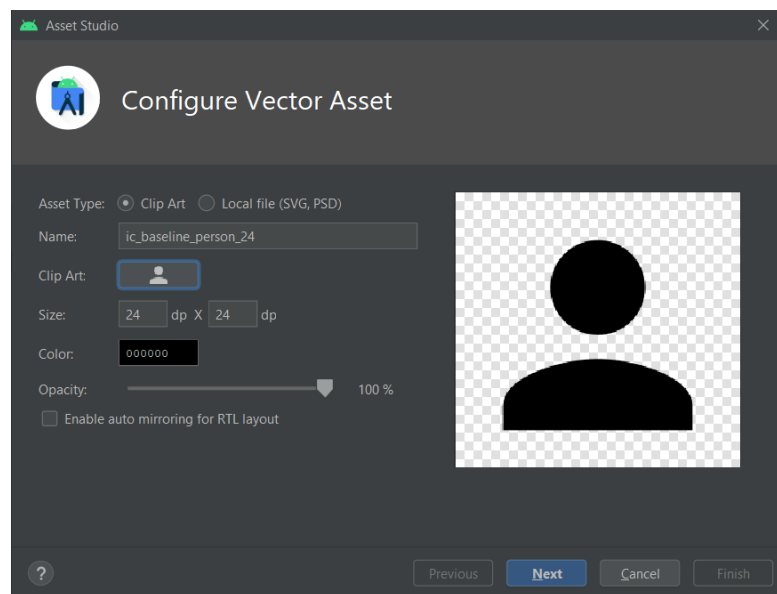 Asset Studio
Configure Vector Asset
Asset Type: Clip Art Local file (SVG, PSD)
Name: ic_baseline_person_24
Clip Art:
Size: 24 dp X 24 dp
Color: 000000
Opacity: 100 %
Enable auto mirroring for RTL layout
? Previous Next Cancel Finish